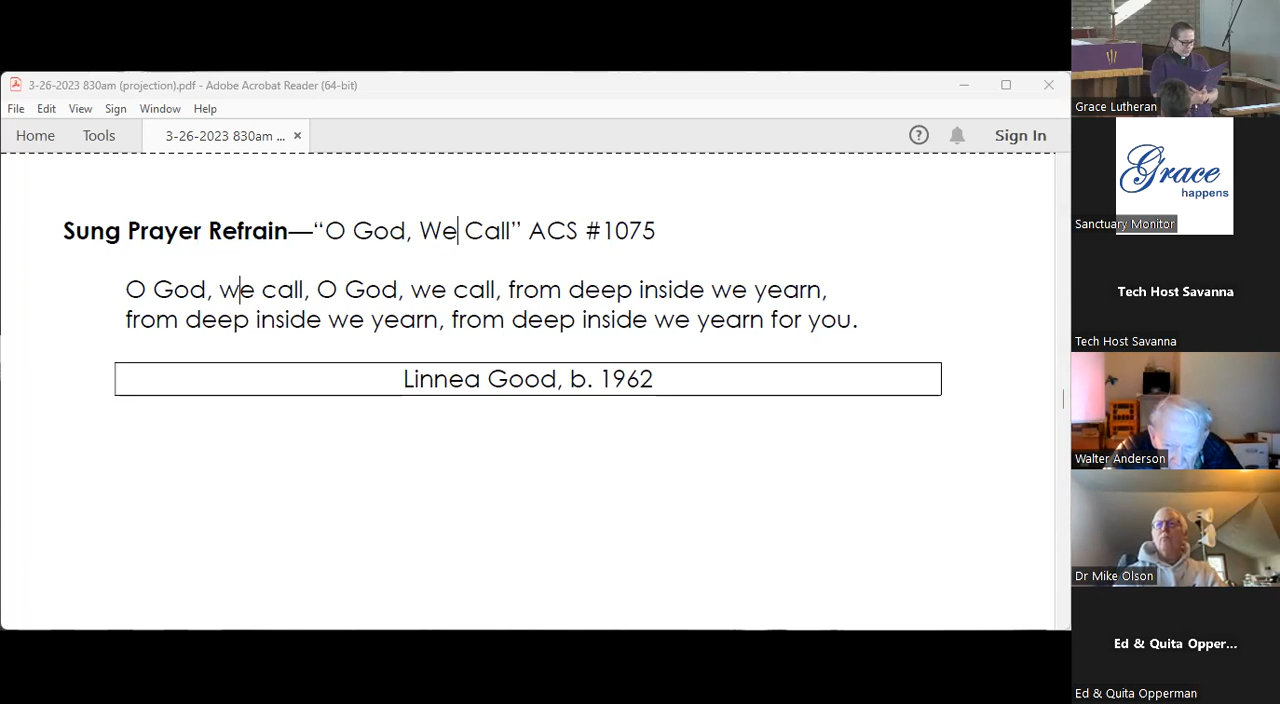 3-26-2023 830am (projection).pdf - Adobe Acrobat Reader (64-bit)
File Edit View Sign Window Help
Home Tools 3-26-2023 830am ... × Sign In
Sung Prayer Refrain—“O God, We Call” ACS #1075
O God, we call, O God, we call, from deep inside we yearn,
from deep inside we yearn, from deep inside we yearn for you.
Linnea Good, b. 1962
Grace Lutheran
Grace
happens
Sanctuary Monitor
Tech Host Savanna
Tech Host Savanna
Walter Anderson
Dr Mike Olson
Ed & Quita Opper...
Ed & Quita Opperman